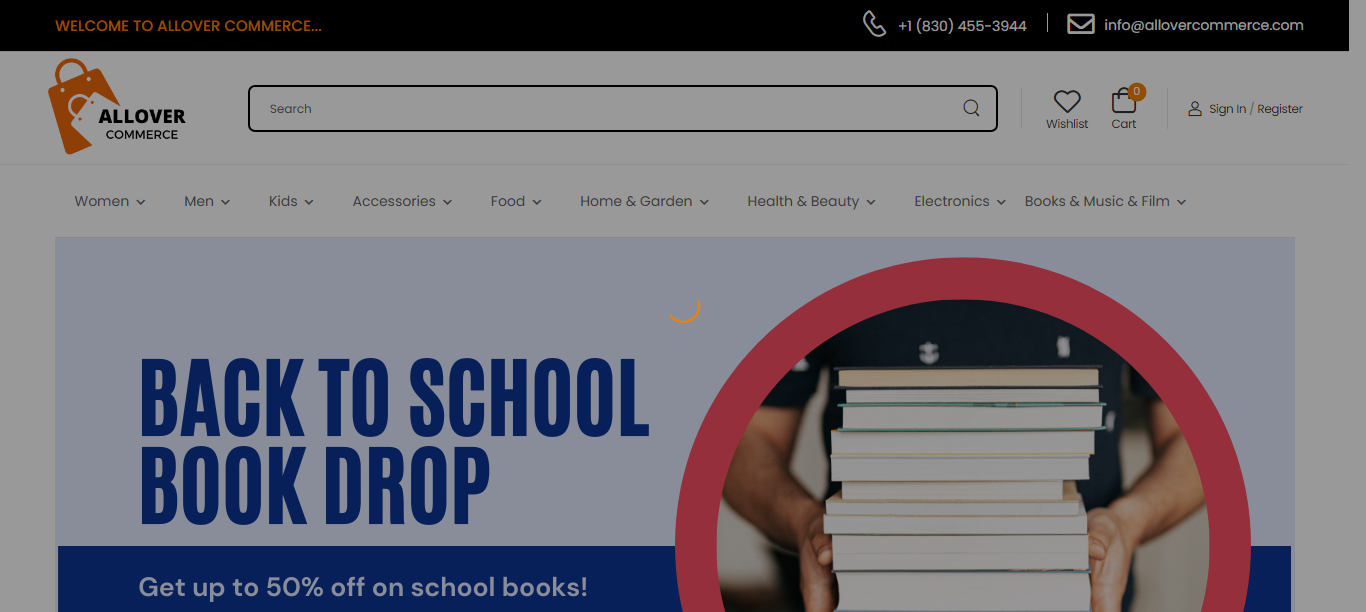 WELCOME TO ALLOVER COMMERCE...
+1 (830) 455-3944
info@allovercommerce.com
ALLOVER
COMMERCE
Search
Wishlist
0
Cart
Sign In / Register
Women
Men
Kids
Accessories
Food
Home & Garden
Health & Beauty
Electronics
Books & Music & Film
BACK TO SCHOOL
BOOK DROP
Get up to 50% off on school books!